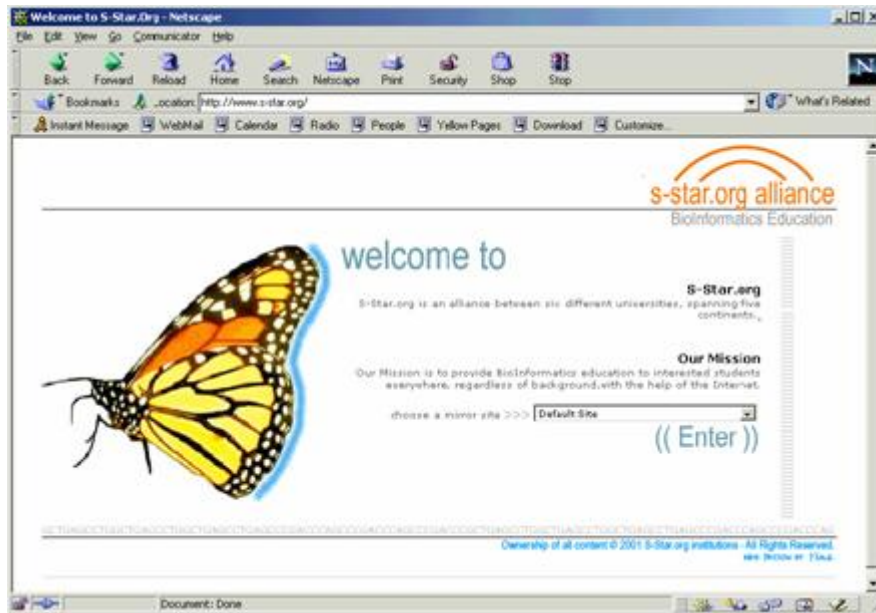 Welcome to S-Star.Org - Netscape
File Edit View Go Communicator Help
Back Forward Reload Home Search Netscape Print Security Shop Stop
N
Bookmarks Location: http://www.s-star.org/ What's Related
Instant Message WebMail Calendar Radio People Yellow Pages Download Customize...
s-star.org alliance
BioInformatics Education
welcome to
S-Star.org
S-Star.org is an alliance between six different universities, spanning five
continents.
Our Mission
Our Mission is to provide BioInformatics education to interested students
everywhere, regardless of background.with the help of the Internet.
choose a mirror site >>> Default Site
(( Enter ))
Ownership of all content © 2001 S-Star.org institutions - All Rights Reserved.
Document: Done